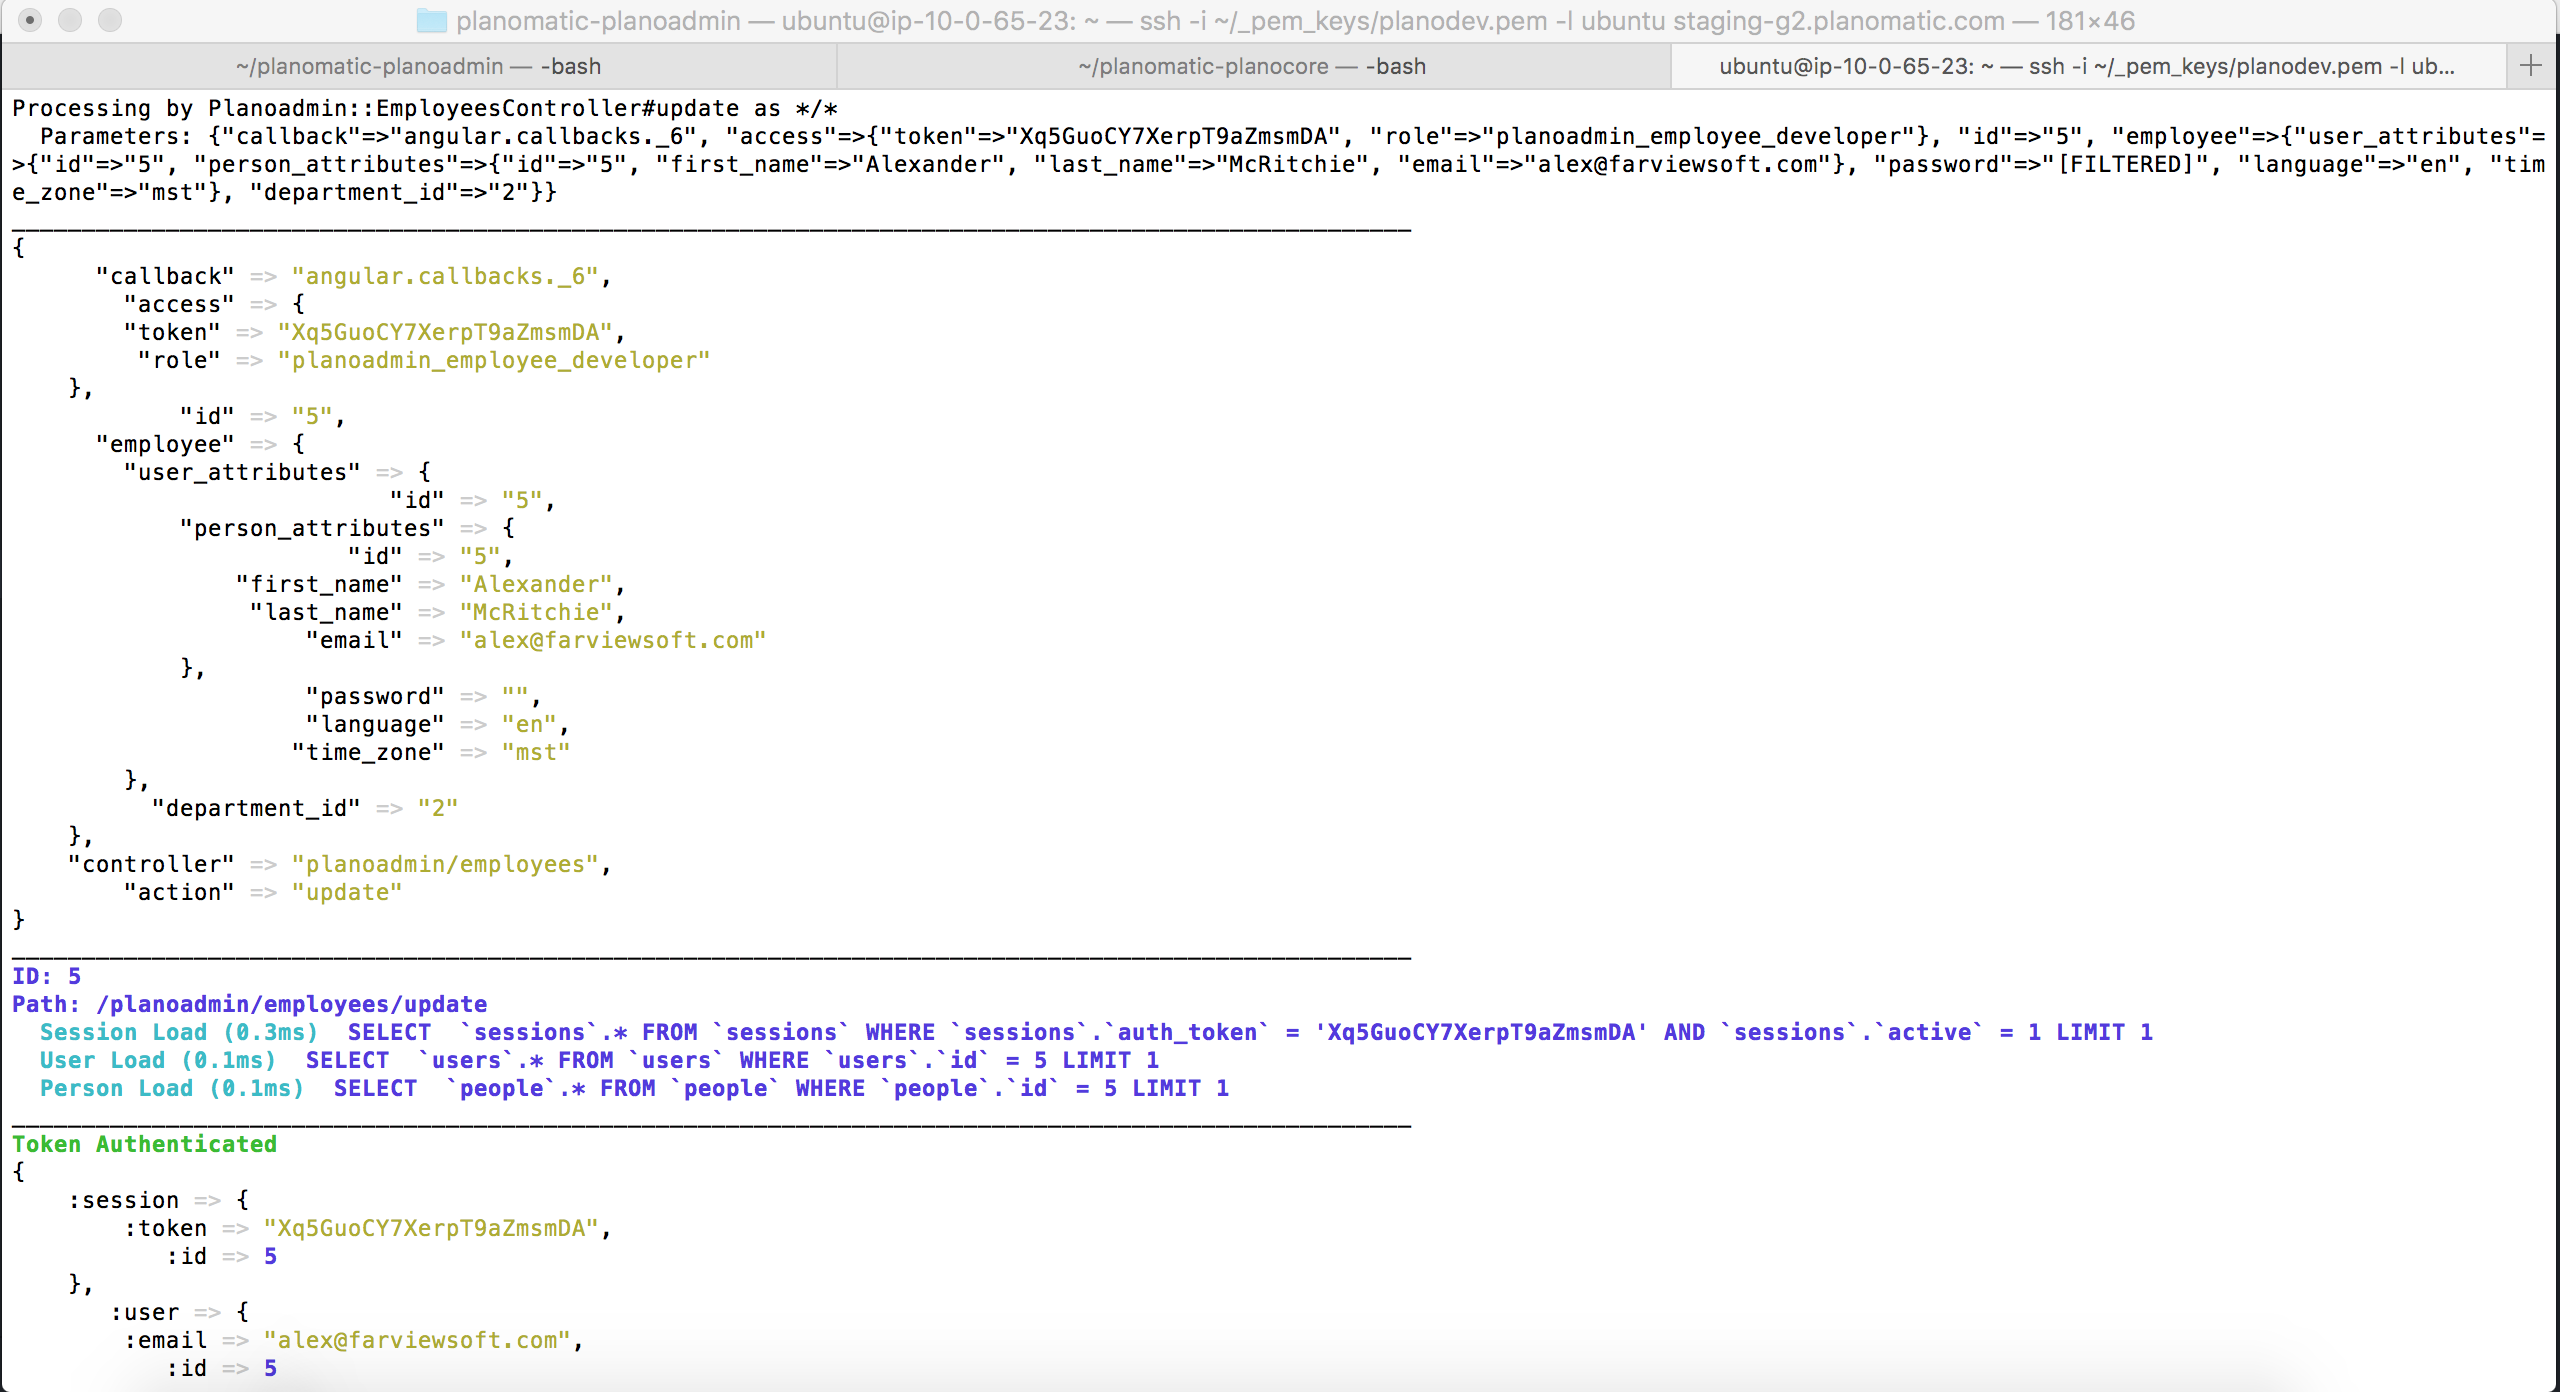 planomatic-planoadmin — ubuntu@ip-10-0-65-23: ~ — ssh -i ~/_pem_keys/planodev.pem -l ubuntu staging-g2.planomatic.com — 181×46
~/planomatic-planoadmin — -bash
~/planomatic-planocore — -bash
ubuntu@ip-10-0-65-23: ~ — ssh -i ~/_pem_keys/planodev.pem -l ub...
+
Processing by Planoadmin::EmployeesController#update as */*
  Parameters: {"callback"=>"angular.callbacks._6", "access"=>{"token"=>"Xq5GuoCY7XerpT9aZmsmDA", "role"=>"planoadmin_employee_developer"}, "id"=>"5", "employee"=>{"user_attributes"=
>{"id"=>"5", "person_attributes"=>{"id"=>"5", "first_name"=>"Alexander", "last_name"=>"McRitchie", "email"=>"alex@farviewsoft.com"}, "password"=>"[FILTERED]", "language"=>"en", "tim
e_zone"=>"mst"}, "department_id"=>"2"}}
____________________________________________________________________________________________________
{
      "callback" => "angular.callbacks._6",
        "access" => {
        "token" => "Xq5GuoCY7XerpT9aZmsmDA",
         "role" => "planoadmin_employee_developer"
    },
            "id" => "5",
      "employee" => {
        "user_attributes" => {
                           "id" => "5",
            "person_attributes" => {
                        "id" => "5",
                "first_name" => "Alexander",
                 "last_name" => "McRitchie",
                     "email" => "alex@farviewsoft.com"
            },
                     "password" => "",
                     "language" => "en",
                    "time_zone" => "mst"
        },
          "department_id" => "2"
    },
    "controller" => "planoadmin/employees",
        "action" => "update"
}
____________________________________________________________________________________________________
ID: 5
Path: /planoadmin/employees/update
  Session Load (0.3ms)  SELECT  `sessions`.* FROM `sessions` WHERE `sessions`.`auth_token` = 'Xq5GuoCY7XerpT9aZmsmDA' AND `sessions`.`active` = 1 LIMIT 1
  User Load (0.1ms)  SELECT  `users`.* FROM `users` WHERE `users`.`id` = 5 LIMIT 1
  Person Load (0.1ms)  SELECT  `people`.* FROM `people` WHERE `people`.`id` = 5 LIMIT 1
____________________________________________________________________________________________________
Token Authenticated
{
    :session => {
        :token => "Xq5GuoCY7XerpT9aZmsmDA",
           :id => 5
    },
       :user => {
        :email => "alex@farviewsoft.com",
           :id => 5